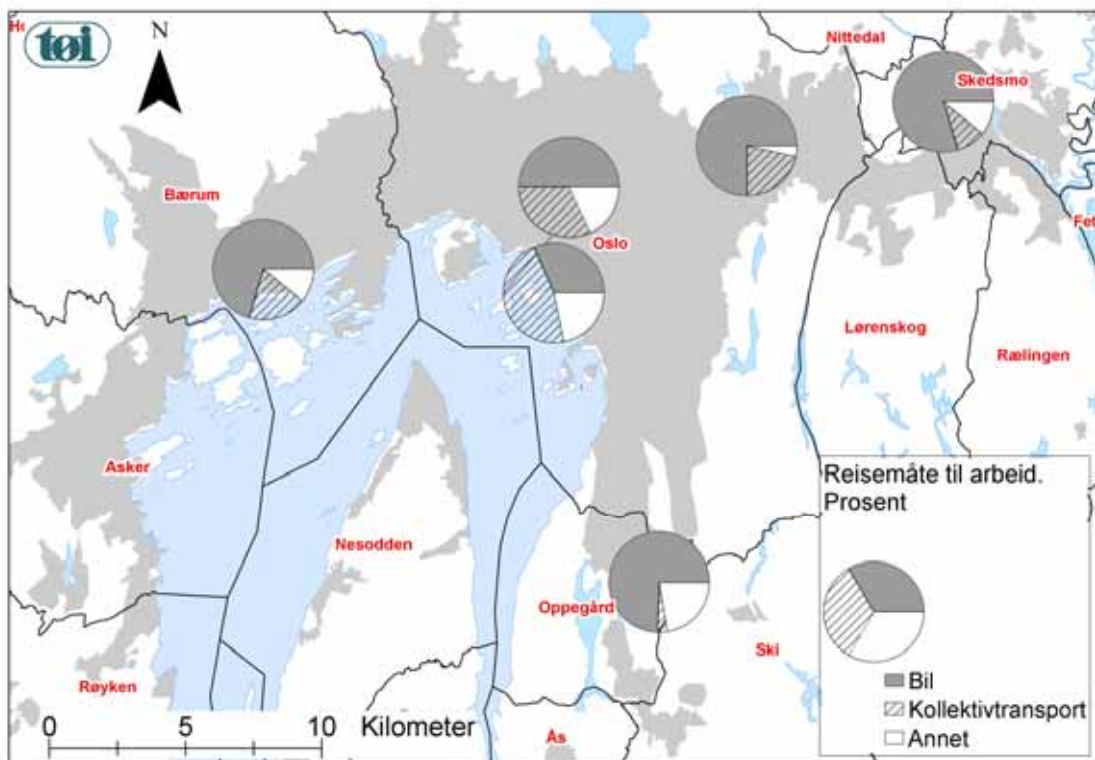 tøi
N
Nittedal
Skedsmo
Bærum
Oslo
Fet
Lørenskog
Rælingen
Asker
Nesodden
Oppegård
Ski
Røyken
Ås
0 5 10 Kilometer
Reisemåte til arbeid.
Prosent
Bil
Kollektivtransport
Annet